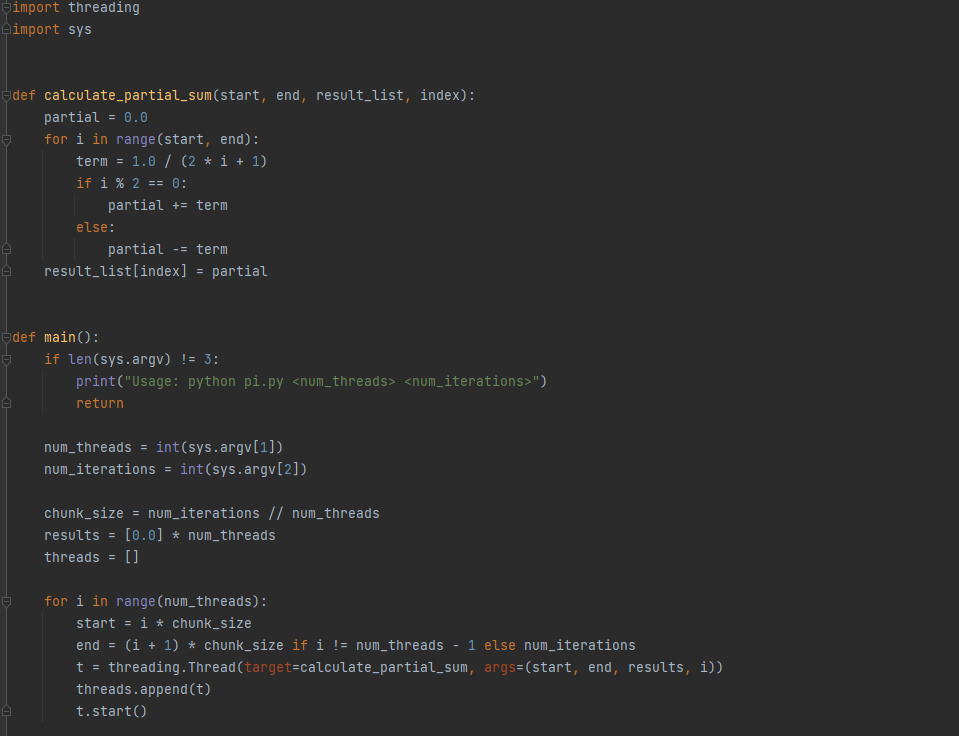 import threading
import sys
def calculate_partial_sum(start, end, result_list, index):
    partial = 0.0
    for i in range(start, end):
        term = 1.0 / (2 * i + 1)
        if i % 2 == 0:
            partial += term
        else:
            partial -= term
    result_list[index] = partial
def main():
    if len(sys.argv) != 3:
        print("Usage: python pi.py <num_threads> <num_iterations>")
        return
    num_threads = int(sys.argv[1])
    num_iterations = int(sys.argv[2])
    chunk_size = num_iterations // num_threads
    results = [0.0] * num_threads
    threads = []
    for i in range(num_threads):
        start = i * chunk_size
        end = (i + 1) * chunk_size if i != num_threads - 1 else num_iterations
        t = threading.Thread(target=calculate_partial_sum, args=(start, end, results, i))
        threads.append(t)
        t.start()